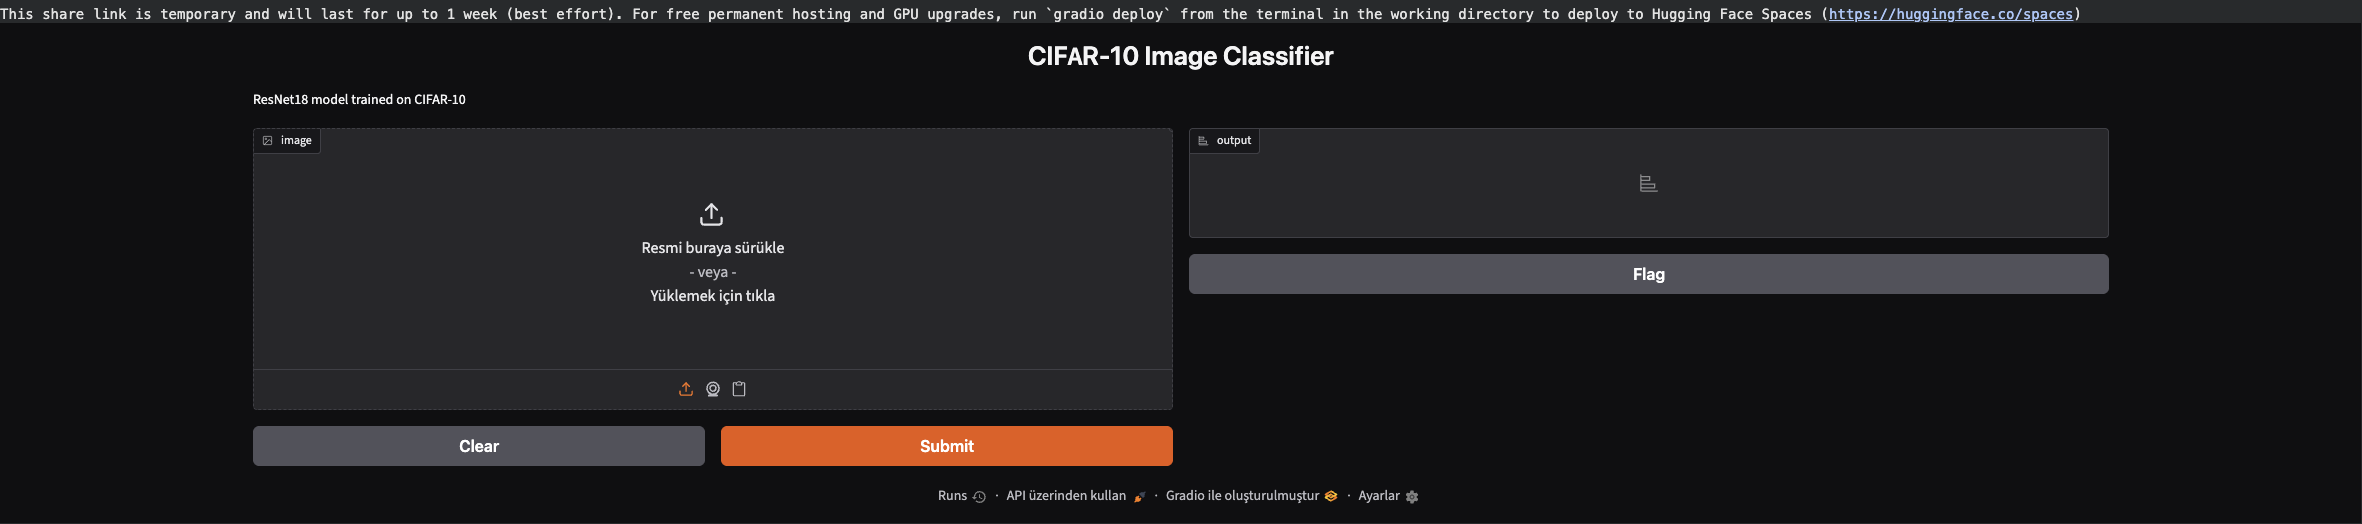 This share link is temporary and will last for up to 1 week (best effort). For free permanent hosting and GPU upgrades, run `gradio deploy` from the terminal in the working directory to deploy to Hugging Face Spaces (https://huggingface.co/spaces)
CIFAR-10 Image Classifier
ResNet18 model trained on CIFAR-10
image
Resmi buraya sürükle
- veya -
Yüklemek için tıkla
Clear
Submit
output
Flag
Runs · API üzerinden kullan · Gradio ile oluşturulmuştur · Ayarlar